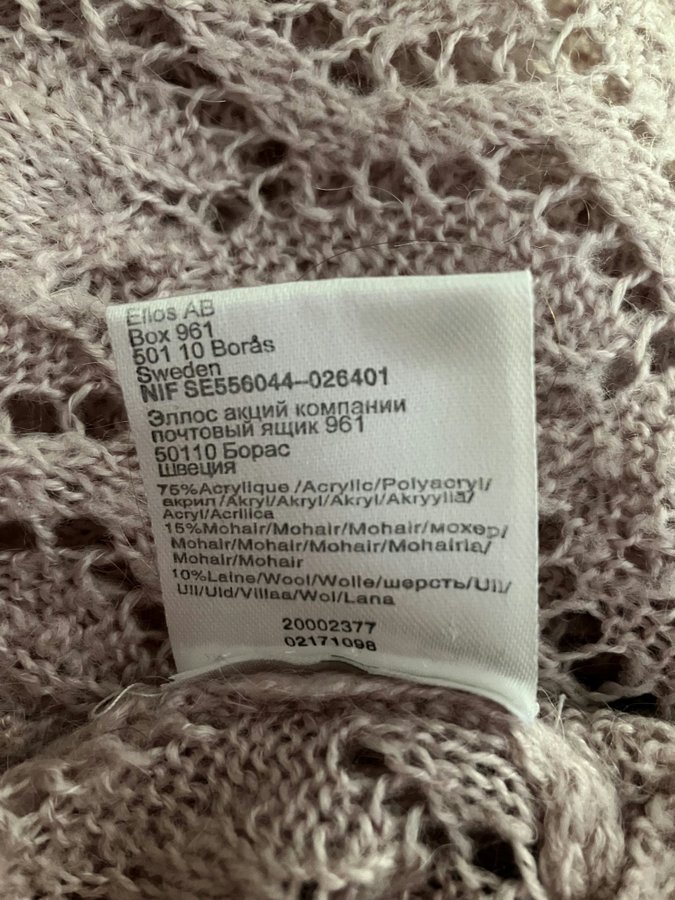 Ellos AB
Box 961
501 10 Borås
Sweden
NIF SE556044--026401
Эллос акций компании
почтовый ящик 961
50110 Борас
Швеция
75%Acrylique/Acrylic/Polyacryl/
акрил/Akryl/Akryl/Akryl/Akryylia/
Acryl/Acrilica
15%Mohair/Mohair/Mohair/мохер/
Mohair/Mohair/Mohair/Mohairia/
Mohair/Mohair
10%Laine/Wool/Wolle/шерсть/Ull/
Ull/Uld/Villaa/Wol/Lana
20002377
02171098